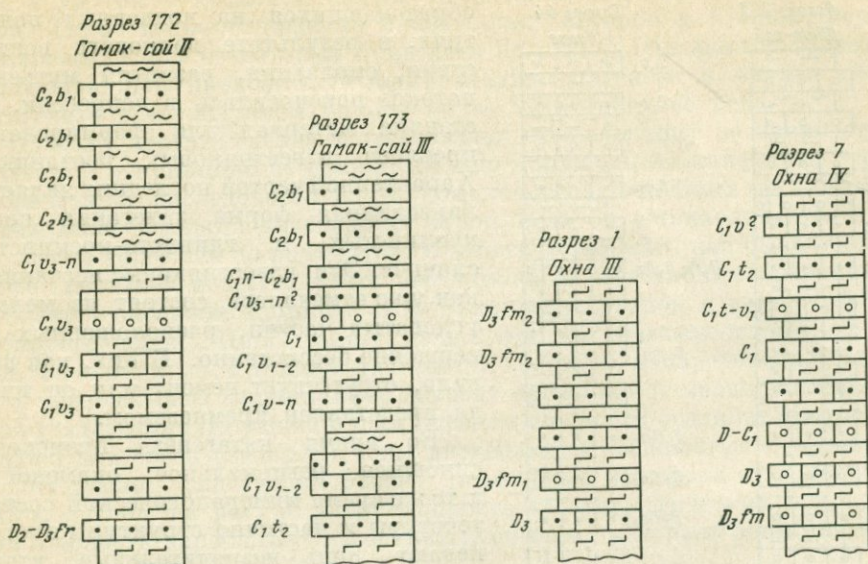 Разрез 172
Гамак-сай II
C₂b₁
C₂b₁
C₂b₁
C₂b₁
C₁v₃-n
C₁v₃
C₁v₃
C₁v₃
D₂-D₃fr
Разрез 173
Гамак-сай III
C₂b₁
C₂b₁
C₁n-C₂b₁
C₁v₃-n?
C₁
C₁v₁₋₂
C₁v-n
C₁v₁₋₂
C₁t₂
Разрез 1
Охна III
D₃fm₂
D₃fm₂
D₃fm₁
D₃
Разрез 7
Охна IV
C₁v?
C₁t₂
C₁t-v₁
C₁
D-C₁
D₃
D₃fm